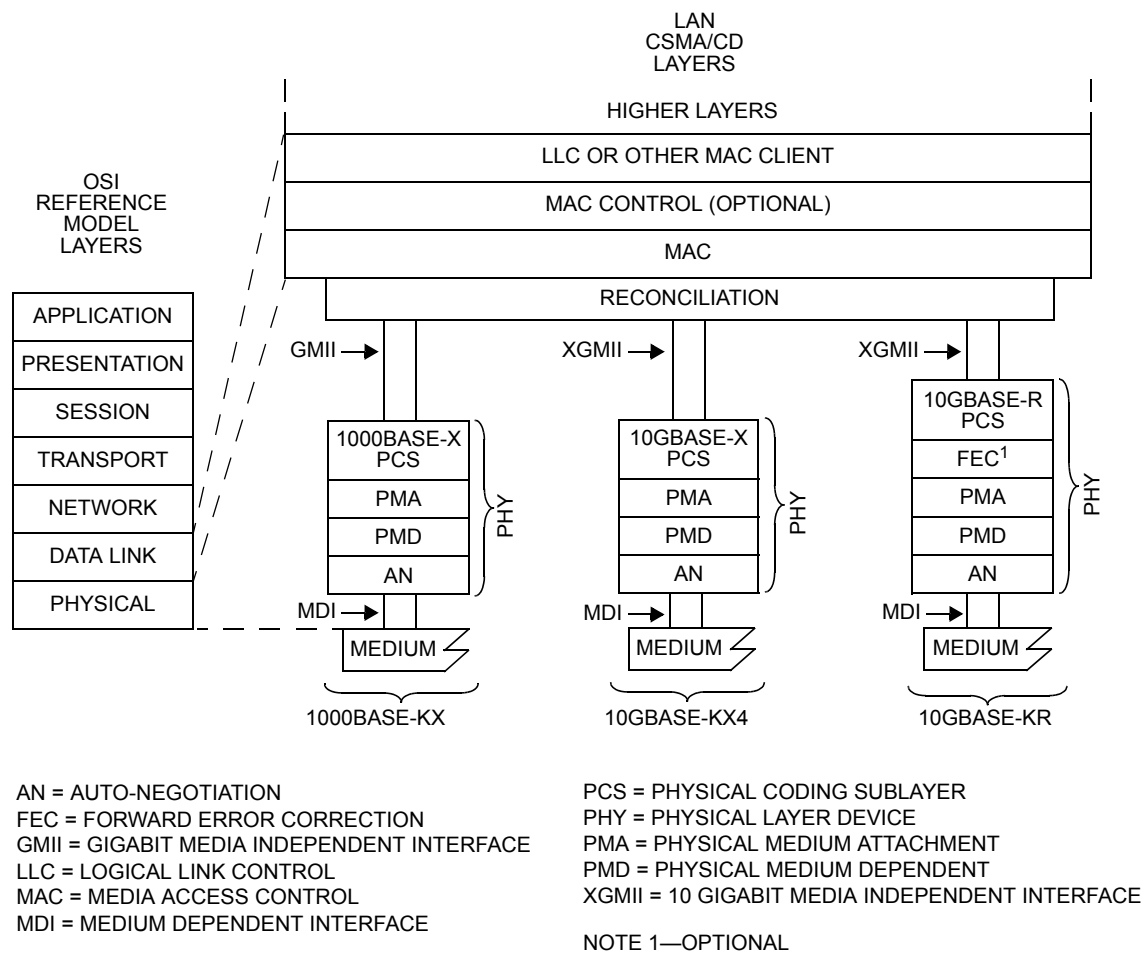 LAN
CSMA/CD
LAYERS
HIGHER LAYERS
LLC OR OTHER MAC CLIENT
MAC CONTROL (OPTIONAL)
MAC
RECONCILIATION
OSI
REFERENCE
MODEL
LAYERS
APPLICATION
PRESENTATION
SESSION
TRANSPORT
NETWORK
DATA LINK
PHYSICAL
GMII
1000BASE-X
PCS
PMA
PMD
AN
PHY
MDI
MEDIUM
1000BASE-KX
XGMII
10GBASE-X
PCS
PMA
PMD
AN
PHY
MDI
MEDIUM
10GBASE-KX4
XGMII
10GBASE-R
PCS
FEC1
PMA
PMD
AN
PHY
MDI
MEDIUM
10GBASE-KR
AN = AUTO-NEGOTIATION
FEC = FORWARD ERROR CORRECTION
GMII = GIGABIT MEDIA INDEPENDENT INTERFACE
LLC = LOGICAL LINK CONTROL
MAC = MEDIA ACCESS CONTROL
MDI = MEDIUM DEPENDENT INTERFACE
PCS = PHYSICAL CODING SUBLAYER
PHY = PHYSICAL LAYER DEVICE
PMA = PHYSICAL MEDIUM ATTACHMENT
PMD = PHYSICAL MEDIUM DEPENDENT
XGMII = 10 GIGABIT MEDIA INDEPENDENT INTERFACE
NOTE 1—OPTIONAL